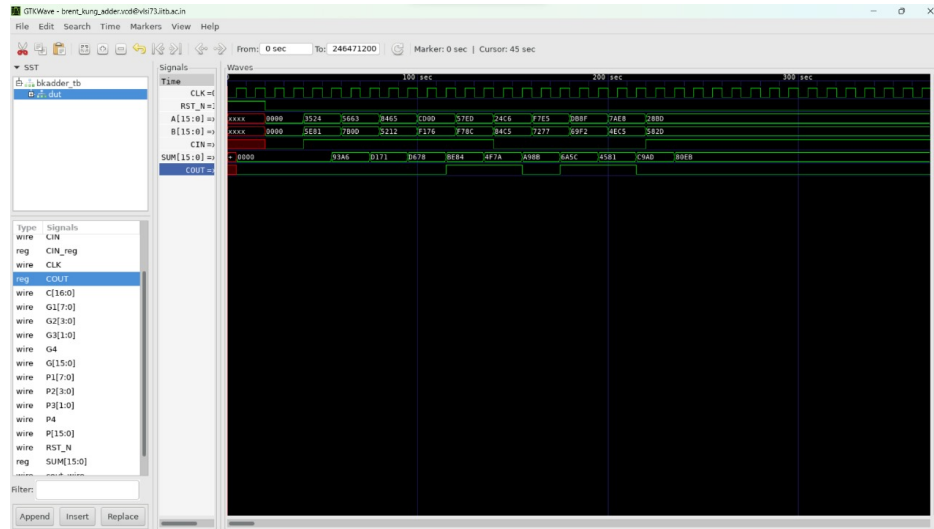 GTKWave - brent_kung_adder.vcd@vlsi73.iitb.ac.in
File Edit Search Time Markers View Help
From: 0 sec To: 246471200 Marker: 0 sec | Cursor: 45 sec
SST
bkadder_tb
dut
Type Signals
wire CIN
reg CIN_reg
wire CLK
reg COUT
wire C[16:0]
wire G1[7:0]
wire G2[3:0]
wire G3[1:0]
wire G4
wire G[15:0]
wire P1[7:0]
wire P2[3:0]
wire P3[1:0]
wire P4
wire P[15:0]
wire RST_N
reg SUM[15:0]
wire cout_wire
Filter:
Append Insert Replace
Signals
Time
CLK
RST_N
A[15:0]
B[15:0]
CIN
SUM[15:0]
COUT
Waves
100 sec 200 sec 300 sec
xxxx 0000 3524 5663 8465 CD0D 57ED 24C6 F7E5 DB8F 7AE8 28BD
xxxx 0000 5E81 7B0D 5212 F176 F78C 84C5 7277 69F2 4EC5 582D
+ 0000 93A6 D171 D678 BE84 4F7A A98B 6A5C 4581 C9AD 80EB